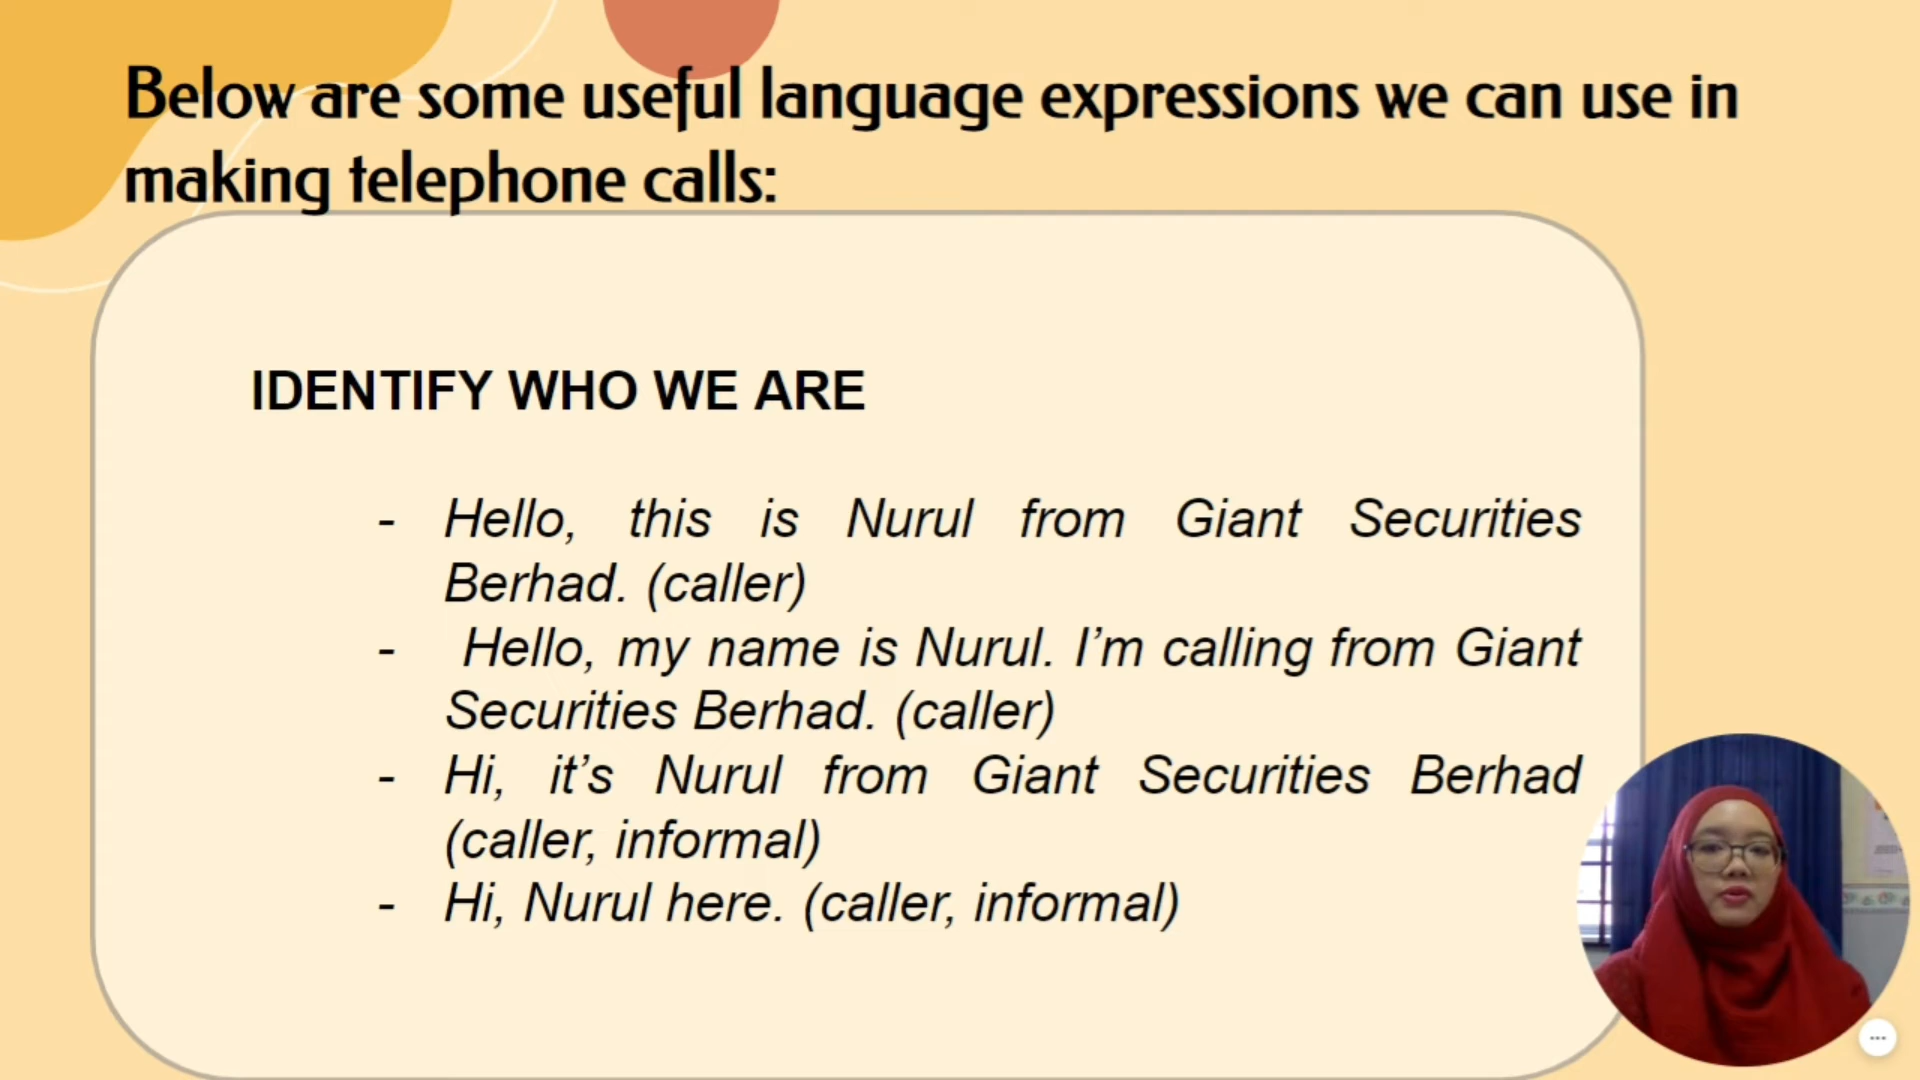 Below are some useful language expressions we can use in
making telephone calls:
IDENTIFY WHO WE ARE
- Hello, this is Nurul from Giant Securities
Berhad. (caller)
- Hello, my name is Nurul. I’m calling from Giant
Securities Berhad. (caller)
- Hi, it’s Nurul from Giant Securities Berhad
(caller, informal)
- Hi, Nurul here. (caller, informal)